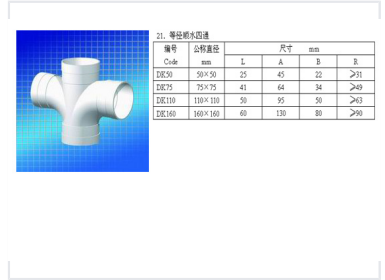 21. 等径顺水四通
编号 公称直径 尺寸 mm
Code mm L A B R
DK50 50×50 25 45 22 ≥31
DK75 75×75 41 64 34 ≥49
DK110 110×110 50 95 50 ≥63
DK160 160×160 60 130 80 ≥90